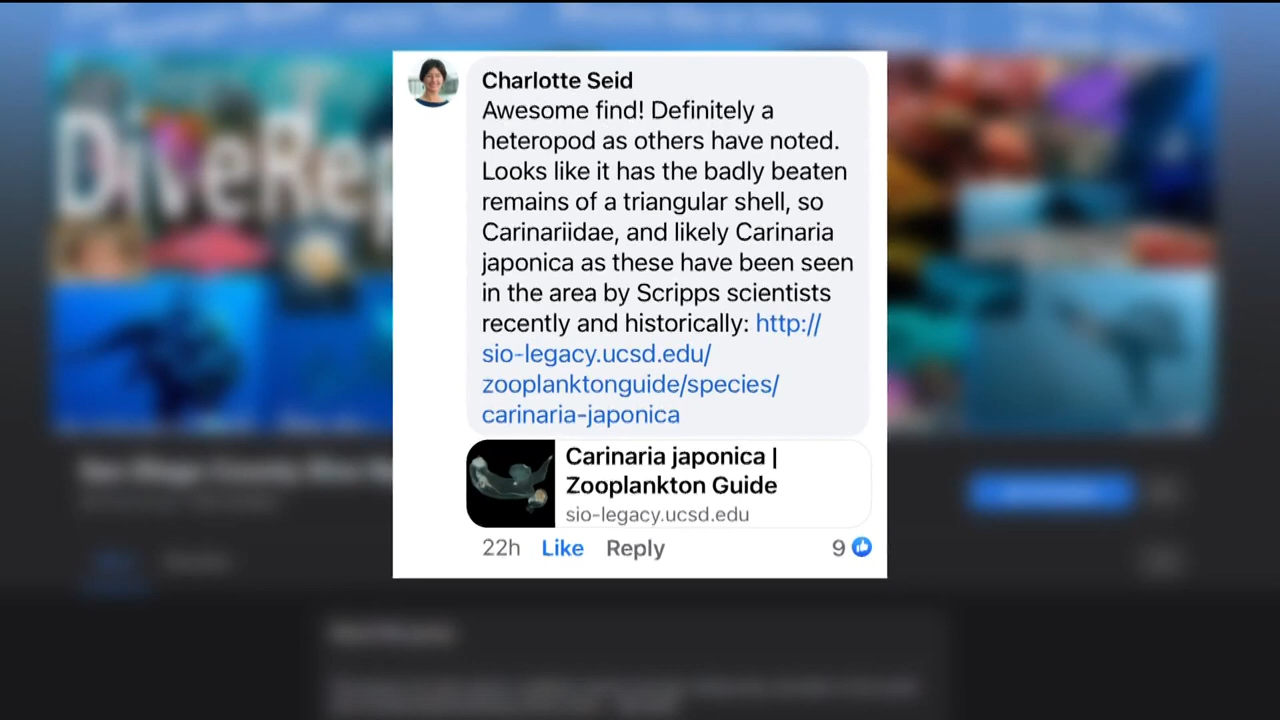 DiveRep
Charlotte Seid
Awesome find! Definitely a
heteropod as others have noted.
Looks like it has the badly beaten
remains of a triangular shell, so
Carinariidae, and likely Carinaria
japonica as these have been seen
in the area by Scripps scientists
recently and historically: http://
sio-legacy.ucsd.edu/
zooplanktonguide/species/
carinaria-japonica
Carinaria japonica |
Zooplankton Guide
sio-legacy.ucsd.edu
22h Like Reply 9